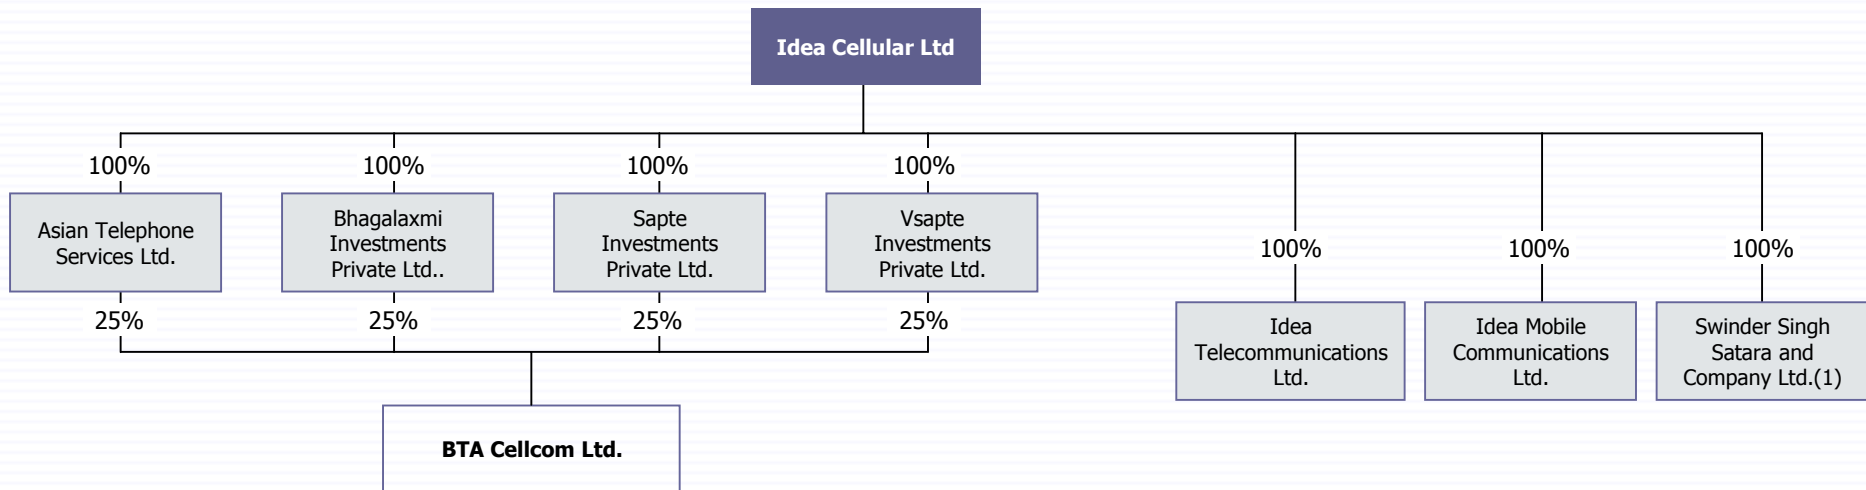 Idea Cellular Ltd
100%
100%
100%
100%
Asian Telephone
Services Ltd.
Bhagalaxmi
Investments
Private Ltd..
Sapte
Investments
Private Ltd.
Vsapte
Investments
Private Ltd.
100%
100%
100%
25%
25%
25%
25%
Idea
Telecommunications
Ltd.
Idea Mobile
Communications
Ltd.
Swinder Singh
Satara and
Company Ltd.(1)
BTA Cellcom Ltd.